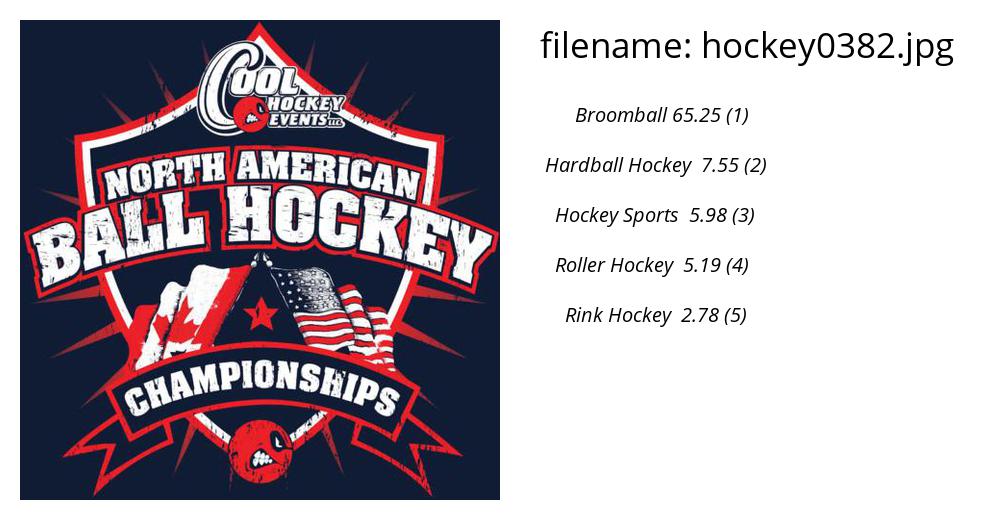 COOL
HOCKEY
EVENTS LLC
NORTH AMERICAN
BALL HOCKEY
CHAMPIONSHIPS
filename: hockey0382.jpg
Broomball 65.25 (1)
Hardball Hockey 7.55 (2)
Hockey Sports 5.98 (3)
Roller Hockey 5.19 (4)
Rink Hockey 2.78 (5)